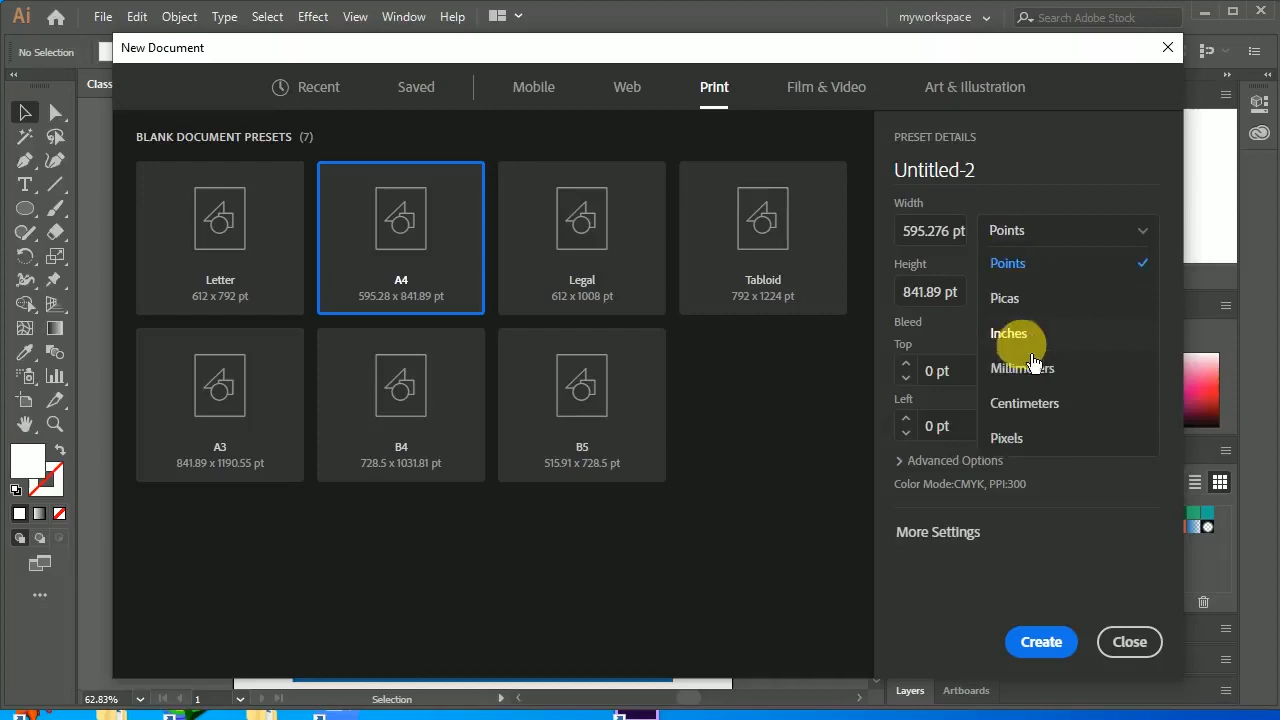 Ai File Edit Object Type Select Effect View Window Help myworkspace Search Adobe Stock
No Selection
New Document
Class
Recent Saved Mobile Web Print Film & Video Art & Illustration
BLANK DOCUMENT PRESETS (7)
Letter
612 x 792 pt
A4
595.28 x 841.89 pt
Legal
612 x 1008 pt
Tabloid
792 x 1224 pt
A3
841.89 x 1190.55 pt
B4
728.5 x 1031.81 pt
B5
515.91 x 728.5 pt
PRESET DETAILS
Untitled-2
Width
595.276 pt
Points
Points
Picas
Inches
Millimeters
Centimeters
Pixels
Height
841.89 pt
Bleed
Top
0 pt
Left
0 pt
Advanced Options
Color Mode:CMYK, PPI:300
More Settings
Create Close
62.83% 1 Selection
Layers Artboards